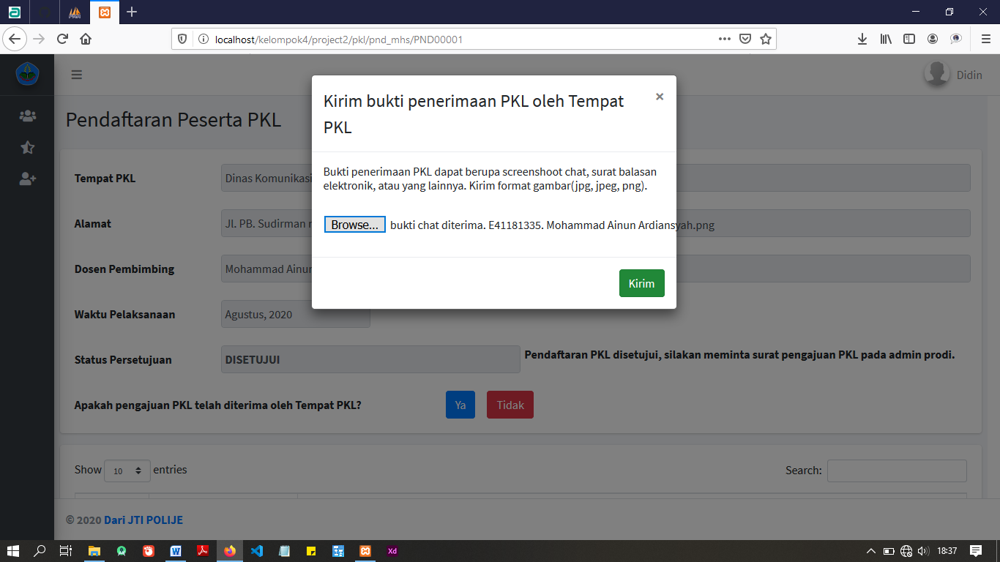 localhost/kelompok4/project2/pkl/pnd_mhs/PND00001
Didin
Kirim bukti penerimaan PKL oleh Tempat
PKL
×
Pendaftaran Peserta PKL
Bukti penerimaan PKL dapat berupa screenshoot chat, surat balasan
elektronik, atau yang lainnya. Kirim format gambar(jpg, jpeg, png).
Browse... bukti chat diterima. E41181335. Mohammad Ainun Ardiansyah.png
Kirim
Tempat PKL Dinas Komunikasi
Alamat Jl. PB. Sudirman
Dosen Pembimbing Mohammad Ainun
Waktu Pelaksanaan Agustus, 2020
Status Persetujuan DISETUJUI Pendaftaran PKL disetujui, silakan meminta surat pengajuan PKL pada admin prodi.
Apakah pengajuan PKL telah diterima oleh Tempat PKL? Ya Tidak
Show 10 entries Search:
© 2020 Dari JTI POLIJE
Xd 18:37